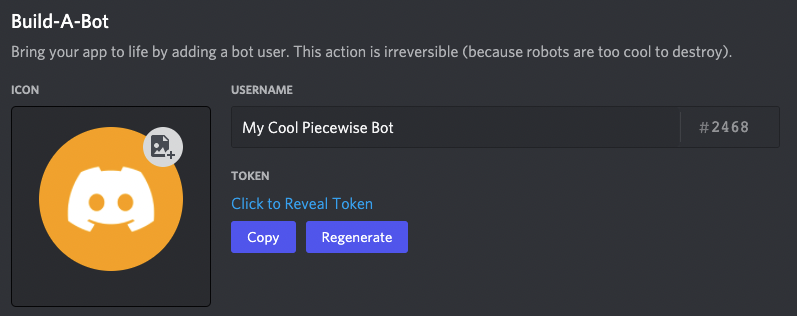 Build-A-Bot
Bring your app to life by adding a bot user. This action is irreversible (because robots are too cool to destroy).
ICON
USERNAME
My Cool Piecewise Bot
#2468
TOKEN
Click to Reveal Token
Copy
Regenerate